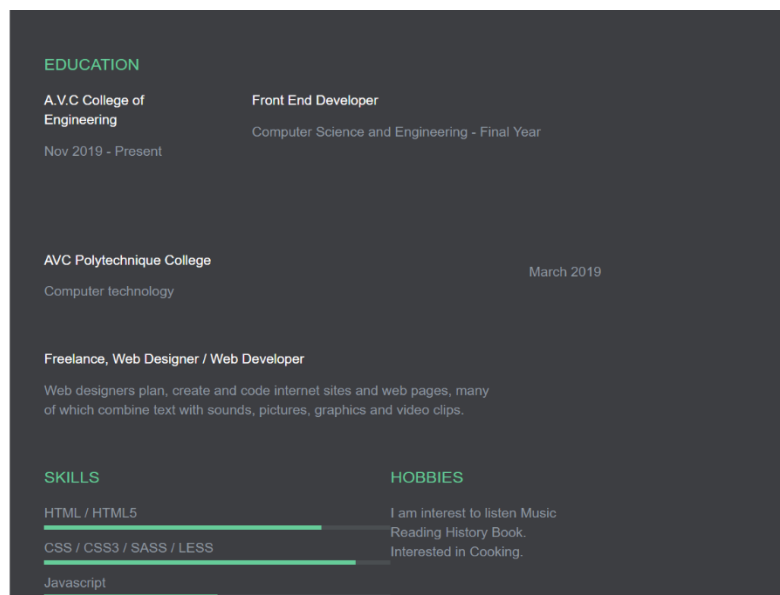 EDUCATION
A.V.C College of
Engineering
Nov 2019 - Present
Front End Developer
Computer Science and Engineering - Final Year
AVC Polytechnique College
Computer technology
March 2019
Freelance, Web Designer / Web Developer
Web designers plan, create and code internet sites and web pages, many
of which combine text with sounds, pictures, graphics and video clips.
SKILLS
HTML / HTML5
CSS / CSS3 / SASS / LESS
Javascript
HOBBIES
I am interest to listen Music
Reading History Book.
Interested in Cooking.